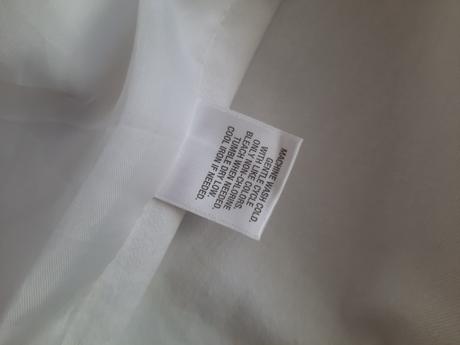 MACHINE WASH COLD.
GENTLE CYCLE
WITH LIKE COLORS.
ONLY NON-CHLORINE
BLEACH WHEN NEEDED.
TUMBLE DRY LOW.
COOL IRON IF NEEDED.